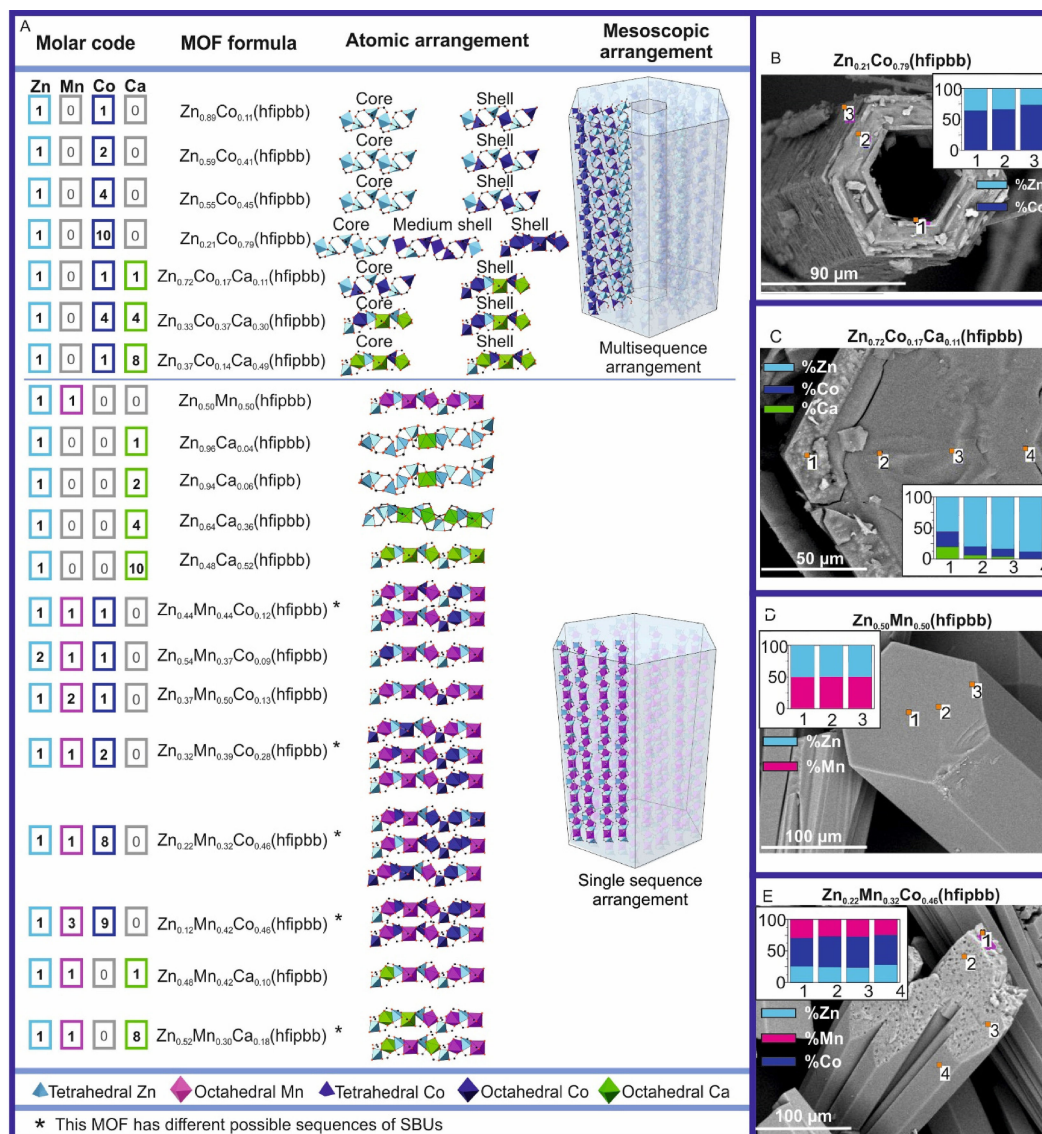 A
Molar code MOF formula Atomic arrangement Mesoscopic arrangement
Zn Mn Co Ca
1 0 1 0 Zn0.89Co0.11(hfipbb) Core Shell
1 0 2 0 Zn0.59Co0.41(hfipbb) Core Shell
1 0 4 0 Zn0.55Co0.45(hfipbb) Core Shell
1 0 10 0 Zn0.21Co0.79(hfipbb) Core Medium shell Shell
1 0 1 1 Zn0.72Co0.17Ca0.11(hfipbb) Core Shell
1 0 4 4 Zn0.33Co0.37Ca0.30(hfipbb) Core Shell
1 0 1 8 Zn0.37Co0.14Ca0.49(hfipbb) Core Shell
Multisequence
arrangement
1 1 0 0 Zn0.50Mn0.50(hfipbb)
1 0 0 1 Zn0.96Ca0.04(hfipbb)
1 0 0 2 Zn0.94Ca0.06(hfipb)
1 0 0 4 Zn0.64Ca0.36(hfipbb)
1 0 0 10 Zn0.48Ca0.52(hfipbb)
1 1 1 0 Zn0.44Mn0.44Co0.12(hfipbb) *
2 1 1 0 Zn0.54Mn0.37Co0.09(hfipbb)
1 2 1 0 Zn0.37Mn0.50Co0.13(hfipbb)
1 1 2 0 Zn0.32Mn0.39Co0.28(hfipbb) *
1 1 8 0 Zn0.22Mn0.32Co0.46(hfipbb) *
1 3 9 0 Zn0.12Mn0.42Co0.46(hfipbb) *
1 1 0 1 Zn0.48Mn0.42Ca0.10(hfipbb)
1 1 0 8 Zn0.52Mn0.30Ca0.18(hfipbb) *
Single sequence
arrangement
Tetrahedral Zn Octahedral Mn Tetrahedral Co Octahedral Co Octahedral Ca
* This MOF has different possible sequences of SBUs
B Zn0.21Co0.79(hfipbb)
100
50
0
1 2 3
%Zn
%Co
3
2
1
90 µm
C Zn0.72Co0.17Ca0.11(hfipbb)
%Zn
%Co
%Ca
1 2 3 4
100
50
0
1 2 3 4
50 µm
D Zn0.50Mn0.50(hfipbb)
100
50
0
1 2 3
%Zn
%Mn
1 2 3
100 µm
E Zn0.22Mn0.32Co0.46(hfipbb)
100
50
0
1 2 3 4
%Zn
%Mn
%Co
1
2
3
4
100 µm